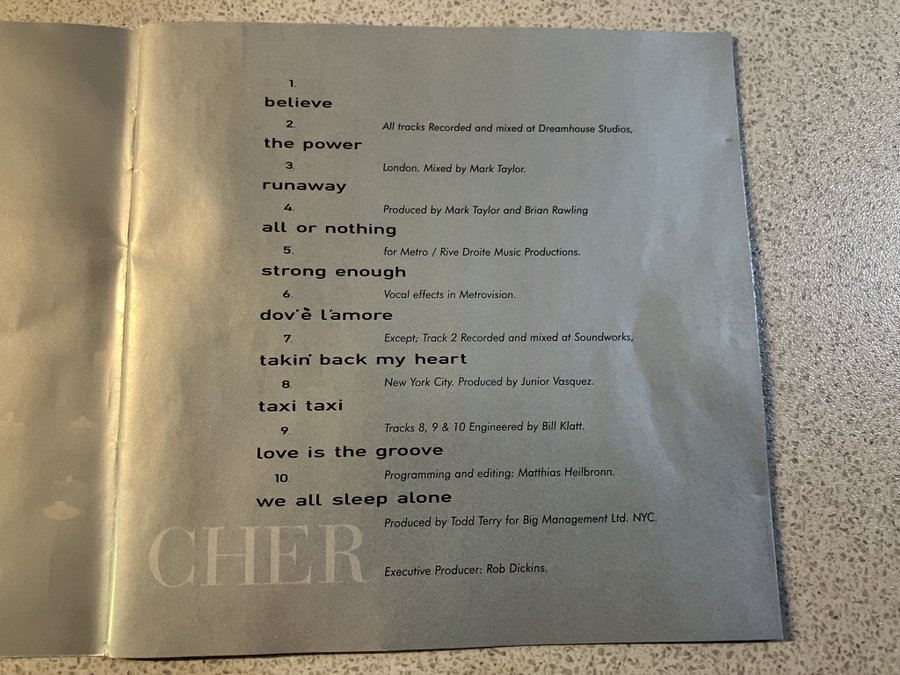 1.
believe
2.
All tracks Recorded and mixed at Dreamhouse Studios,
the power
3.
London. Mixed by Mark Taylor.
runaway
4.
Produced by Mark Taylor and Brian Rawling
all or nothing
5.
for Metro / Rive Droite Music Productions.
strong enough
6.
Vocal effects in Metrovision.
dov'è l'amore
7.
Except; Track 2 Recorded and mixed at Soundworks,
takin' back my heart
8.
New York City. Produced by Junior Vasquez.
taxi taxi
9.
Tracks 8, 9 & 10 Engineered by Bill Klatt.
love is the groove
10.
Programming and editing: Matthias Heilbronn.
we all sleep alone
Produced by Todd Terry for Big Management Ltd. NYC.
CHER
Executive Producer: Rob Dickins.